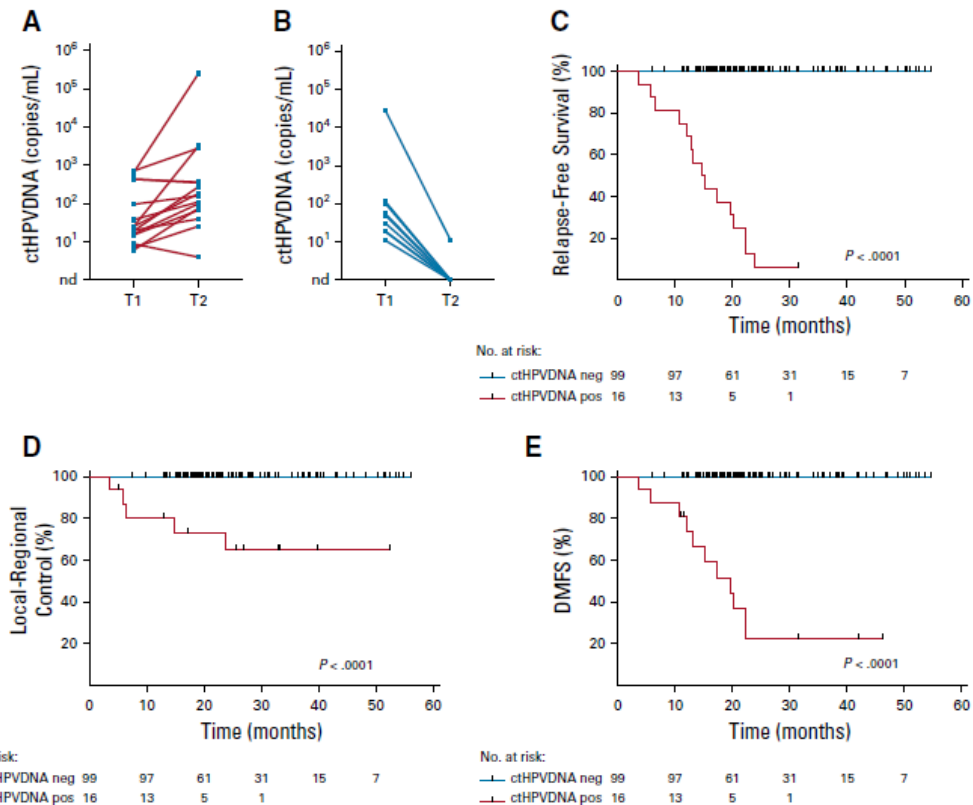 A
ctHPVDNA (copies/mL)
10⁶
10⁵
10⁴
10³
10²
10¹
nd
T1 T2
B
ctHPVDNA (copies/mL)
10⁶
10⁵
10⁴
10³
10²
10¹
nd
T1 T2
C
Relapse-Free Survival (%)
100
80
60
40
20
P < .0001
0 10 20 30 40 50 60
Time (months)
No. at risk:
ctHPVDNA neg 99 97 61 31 15 7
ctHPVDNA pos 16 13 5 1
D
Local-Regional
Control (%)
100
80
60
40
20
P < .0001
0 10 20 30 40 50 60
Time (months)
risk:
HPVDNA neg 99 97 61 31 15 7
HPVDNA pos 16 13 5 1
E
DMFS (%)
100
80
60
40
20
P < .0001
0 10 20 30 40 50 60
Time (months)
No. at risk:
ctHPVDNA neg 99 97 61 31 15 7
ctHPVDNA pos 16 13 5 1